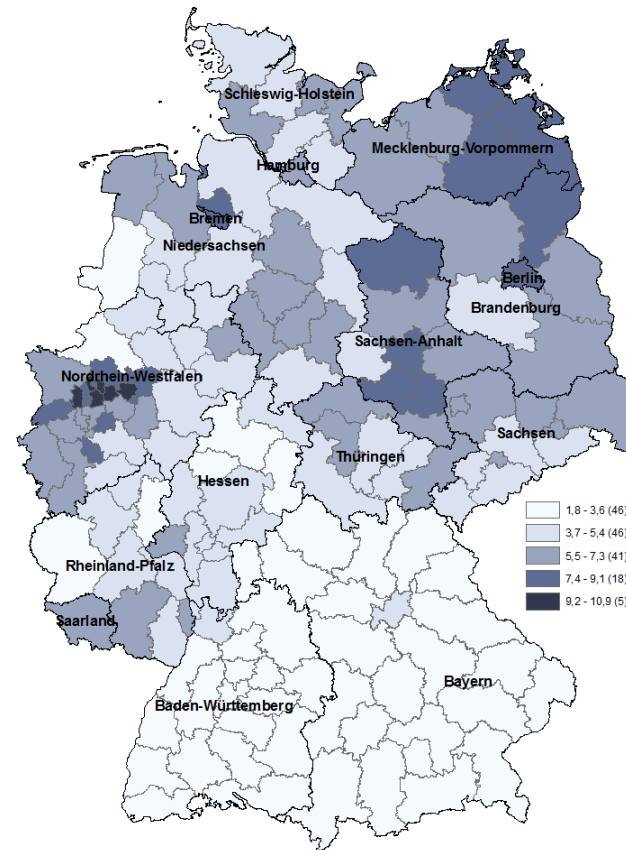 Schleswig-Holstein
Mecklenburg-Vorpommern
Hamburg
Bremen
Niedersachsen
Berlin
Brandenburg
Sachsen-Anhalt
Nordrhein-Westfalen
Sachsen
Thüringen
Hessen
1,8 - 3,6 (46)
3,7 - 5,4 (46)
5,5 - 7,3 (41)
7,4 - 9,1 (18)
9,2 - 10,9 (5)
Rheinland-Pfalz
Saarland
Bayern
Baden-Württemberg